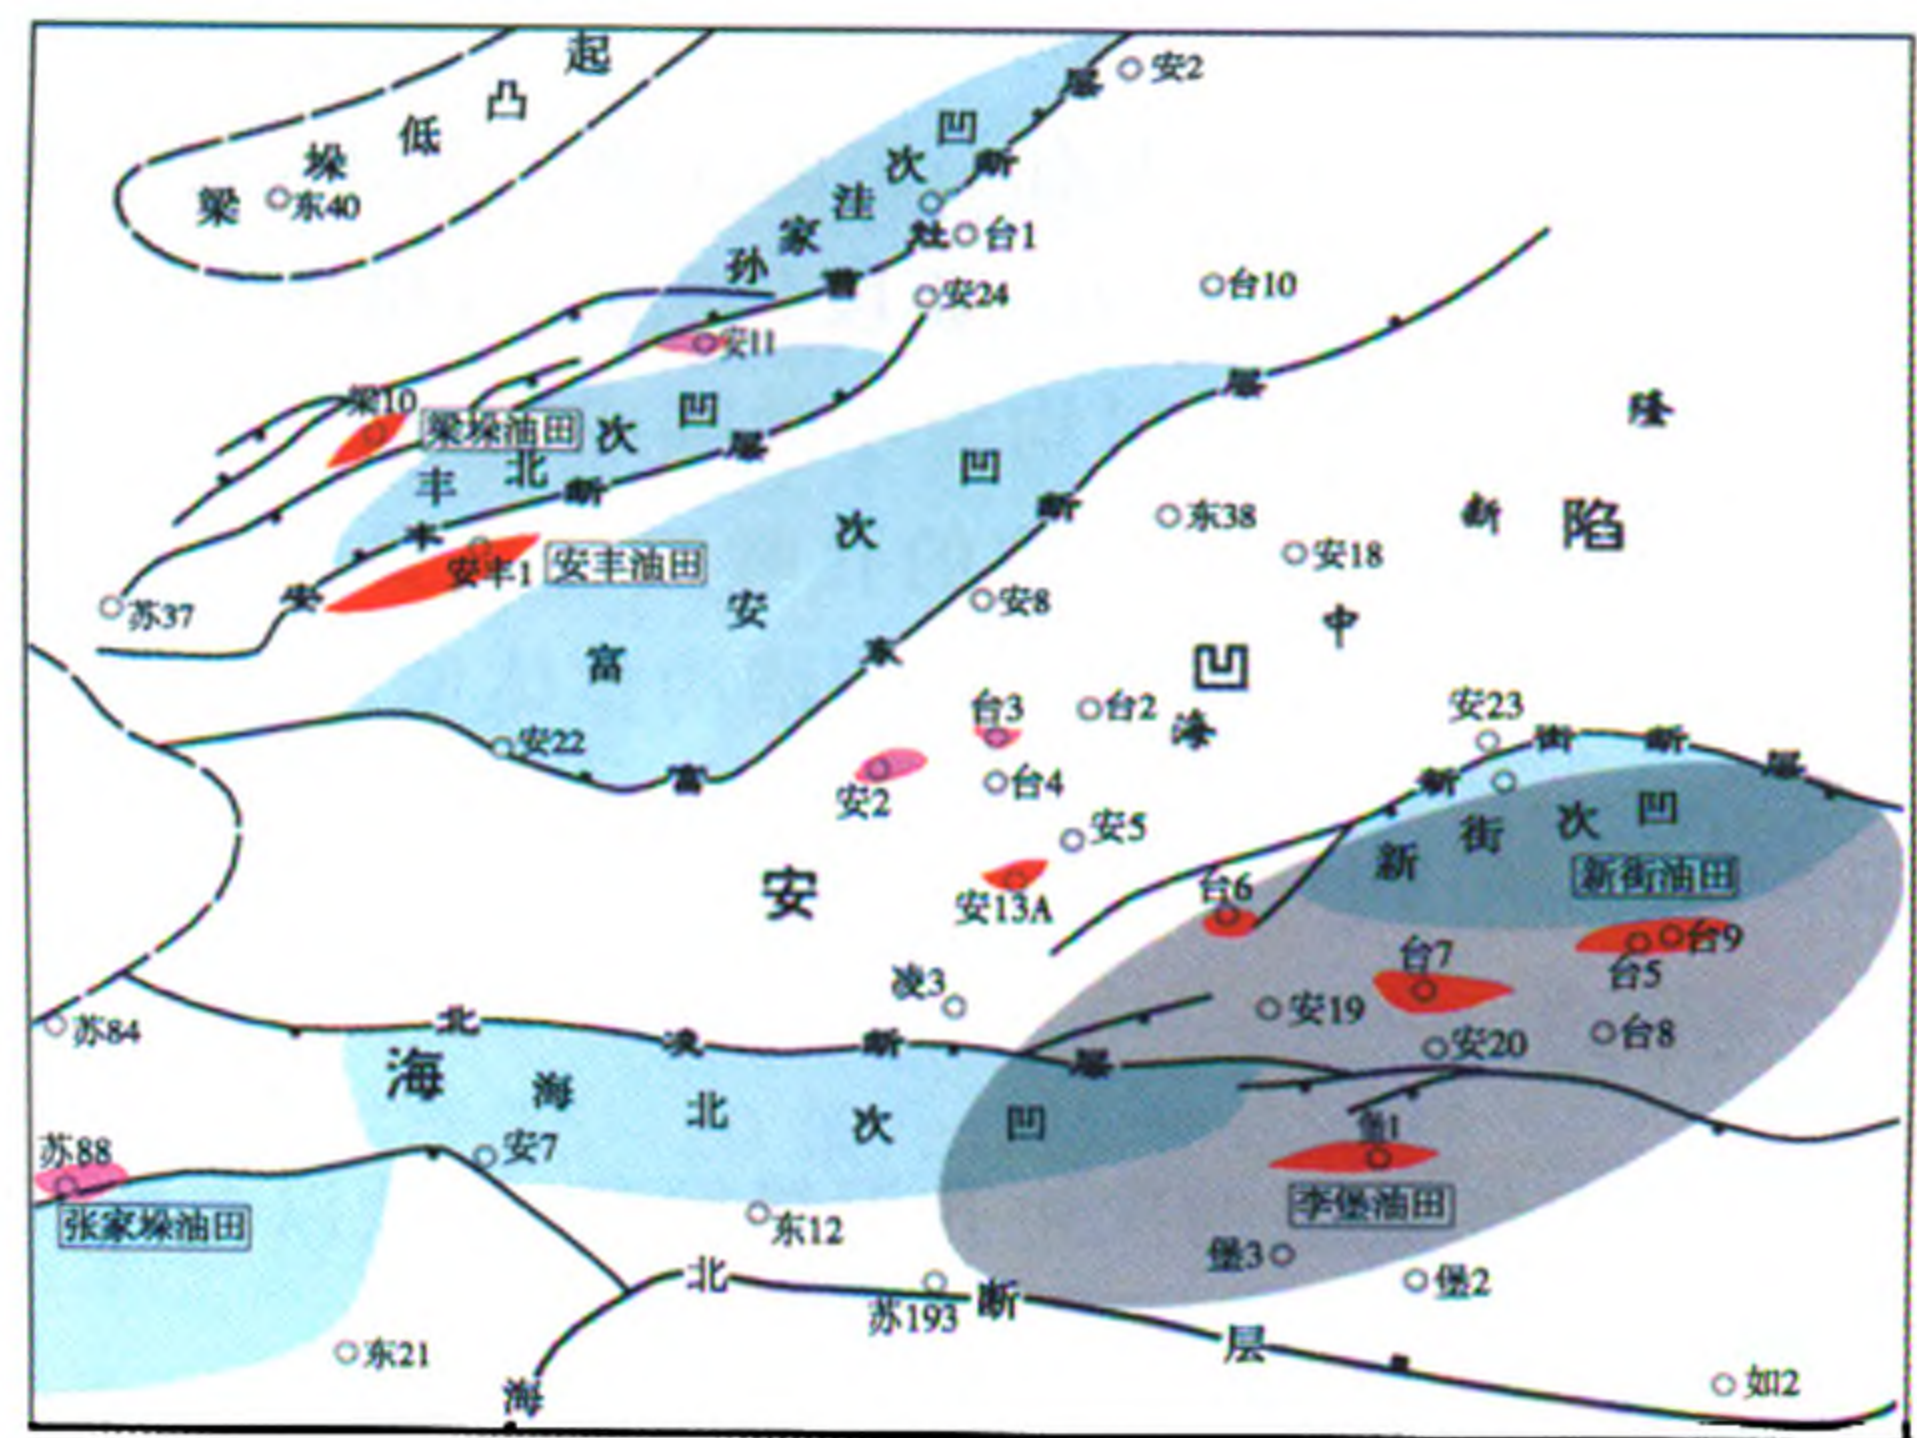 梁垛低凸起
东40
安2
孙家洼次凹
曹灶断层
台1
安24
台10
安11
梁10
梁垛油田
丰北次凹
安丰断层
安丰1
安丰油田
苏37
富安次凹
富东断层
东38
安18
安8
安22
台3
台2
安2
台4
安5
安13A
海中断隆
安23
新街断层
新街次凹
新街油田
台6
台7
台9
台5
安19
安20
台8
凌3
苏84
北凌断层
海安凹陷
海北次凹
苏88
张家垛油田
安7
东12
堡1
李堡油田
堡3
堡2
苏193
东21
海北断层
如2